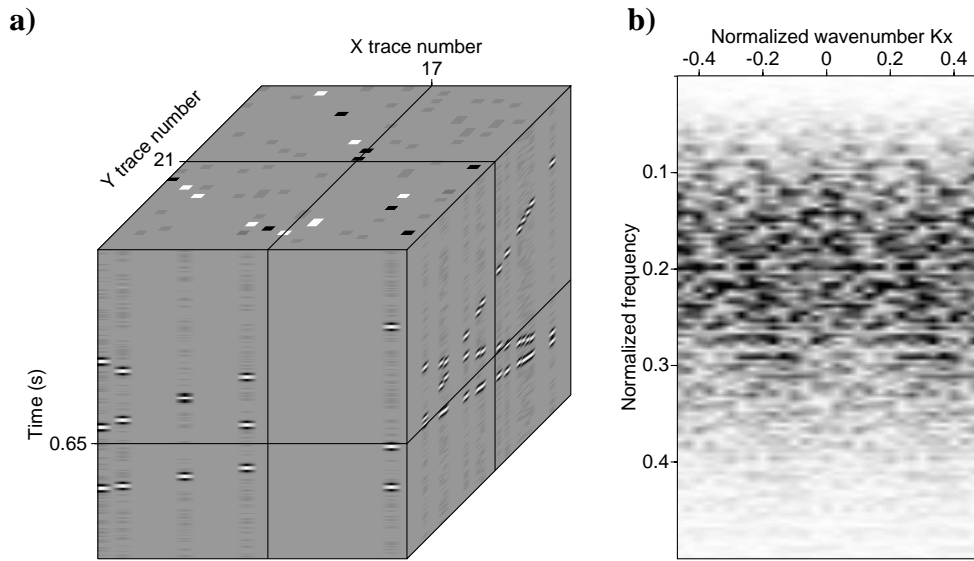 a)
X trace number
17
Y trace number
21
Time (s)
0.65
b)
Normalized wavenumber Kx
-0.4 -0.2 0 0.2 0.4
Normalized frequency
0.1
0.2
0.3
0.4